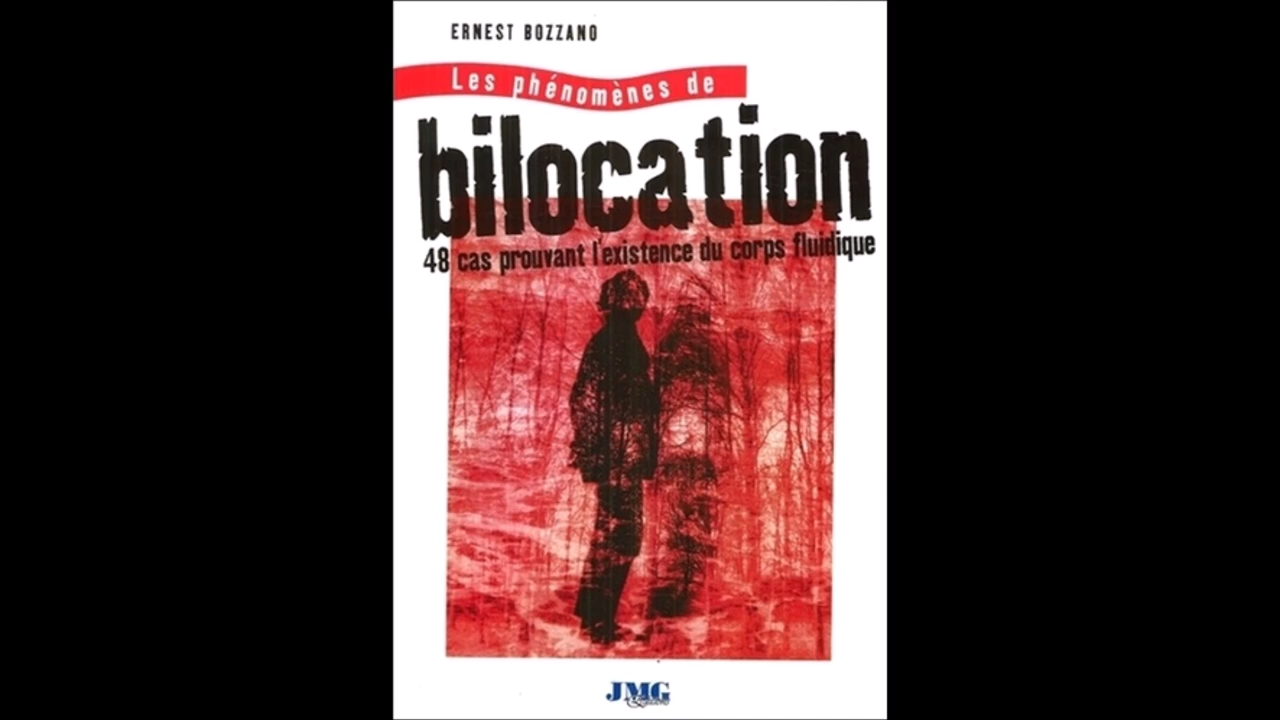 ERNEST BOZZANO
Les phénomènes de
bilocation
48 cas prouvant l'existence du corps fluidique
JMG